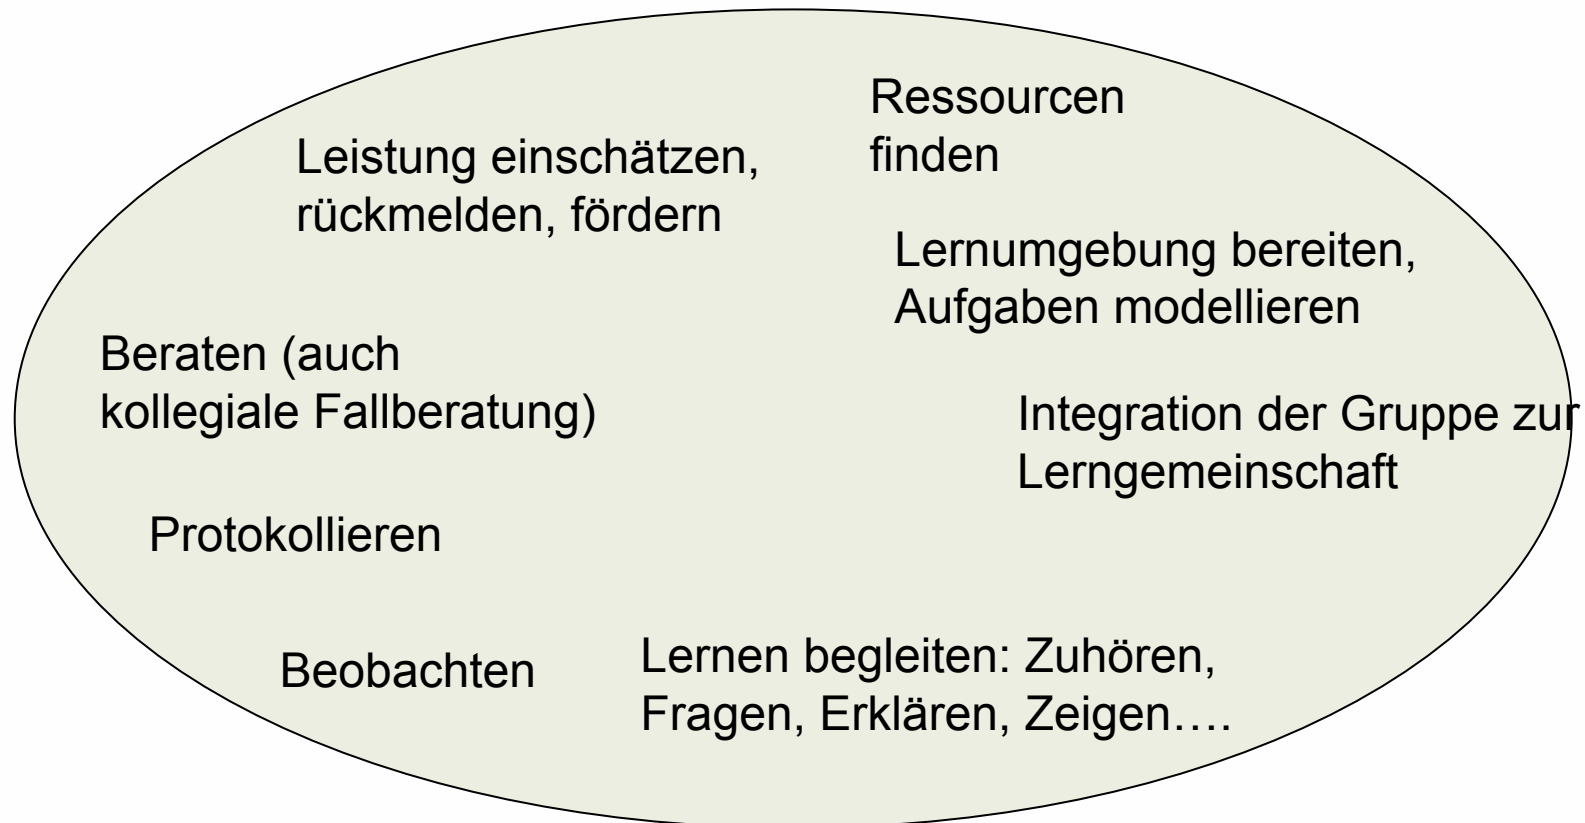 Ressourcen
finden
Leistung einschätzen,
rückmelden, fördern
Lernumgebung bereiten,
Aufgaben modellieren
Beraten (auch
kollegiale Fallberatung)
Integration der Gruppe zur
Lerngemeinschaft
Protokollieren
Beobachten
Lernen begleiten: Zuhören,
Fragen, Erklären, Zeigen….